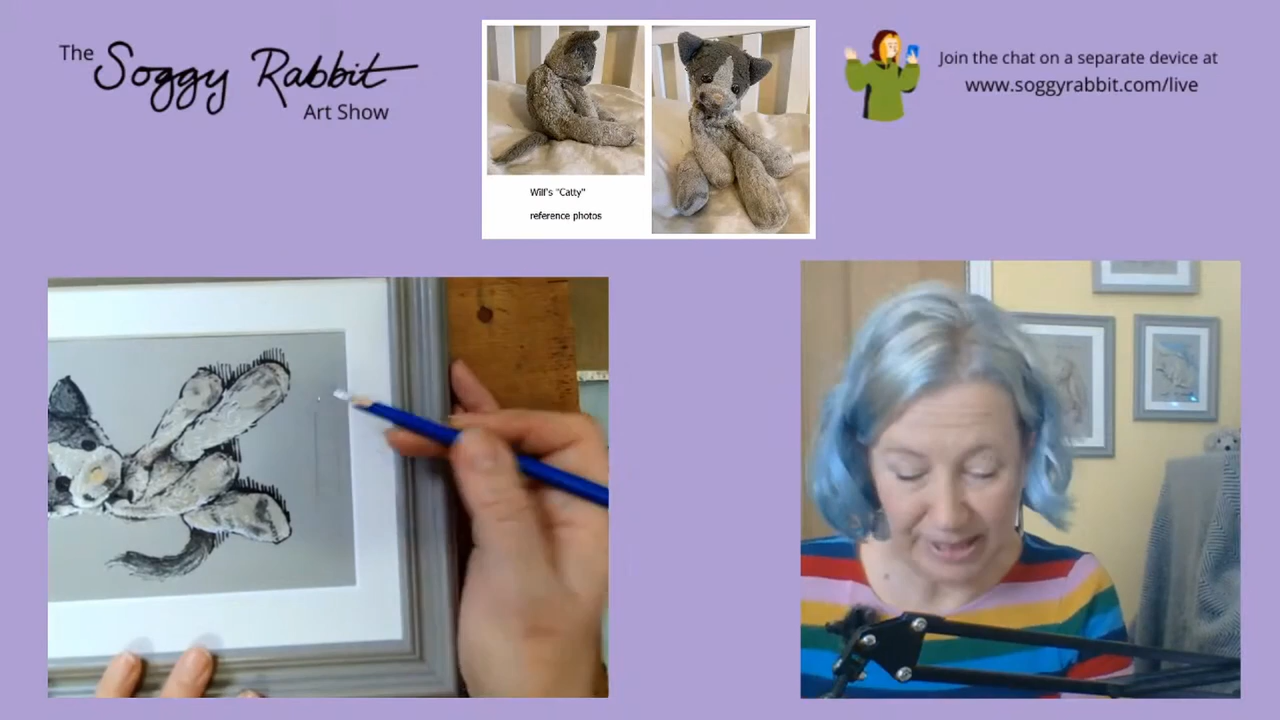 The
Soggy Rabbit
Art Show
Wilf's "Catty"
reference photos
Join the chat on a separate device at
www.soggyrabbit.com/live